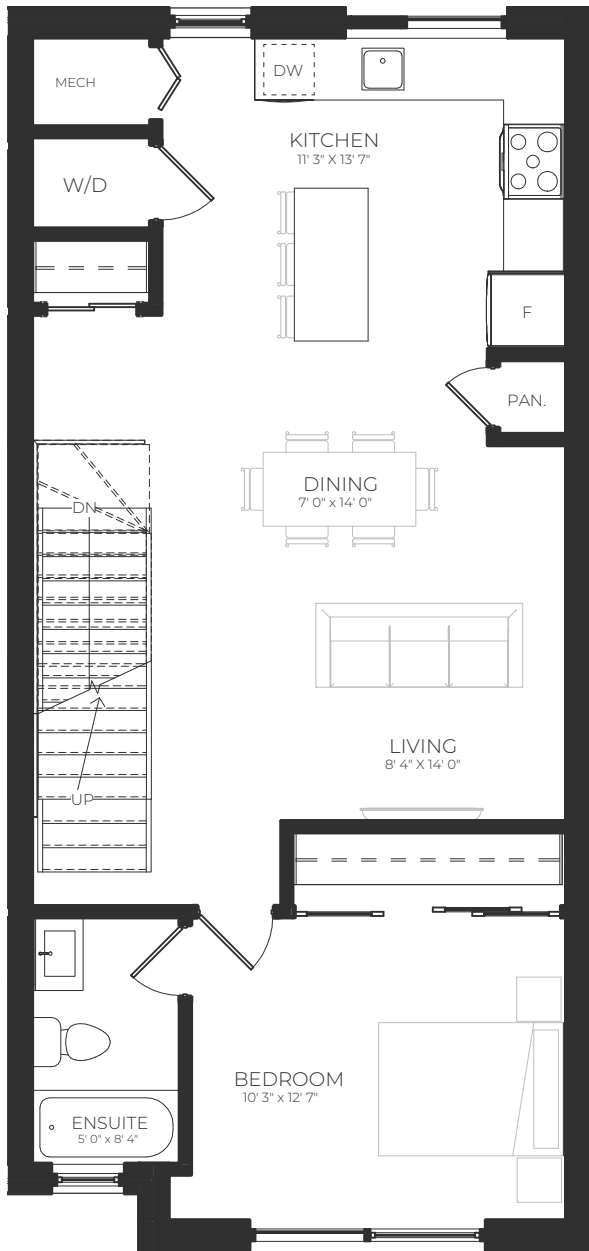 DW
MECH
KITCHEN
11' 3" X 13' 7"
W/D
F
PAN.
DINING
7' 0" x 14' 0"
DN
LIVING
8' 4" X 14' 0"
UP
BEDROOM
10' 3" x 12' 7"
ENSUITE
5' 0" x 8' 4"